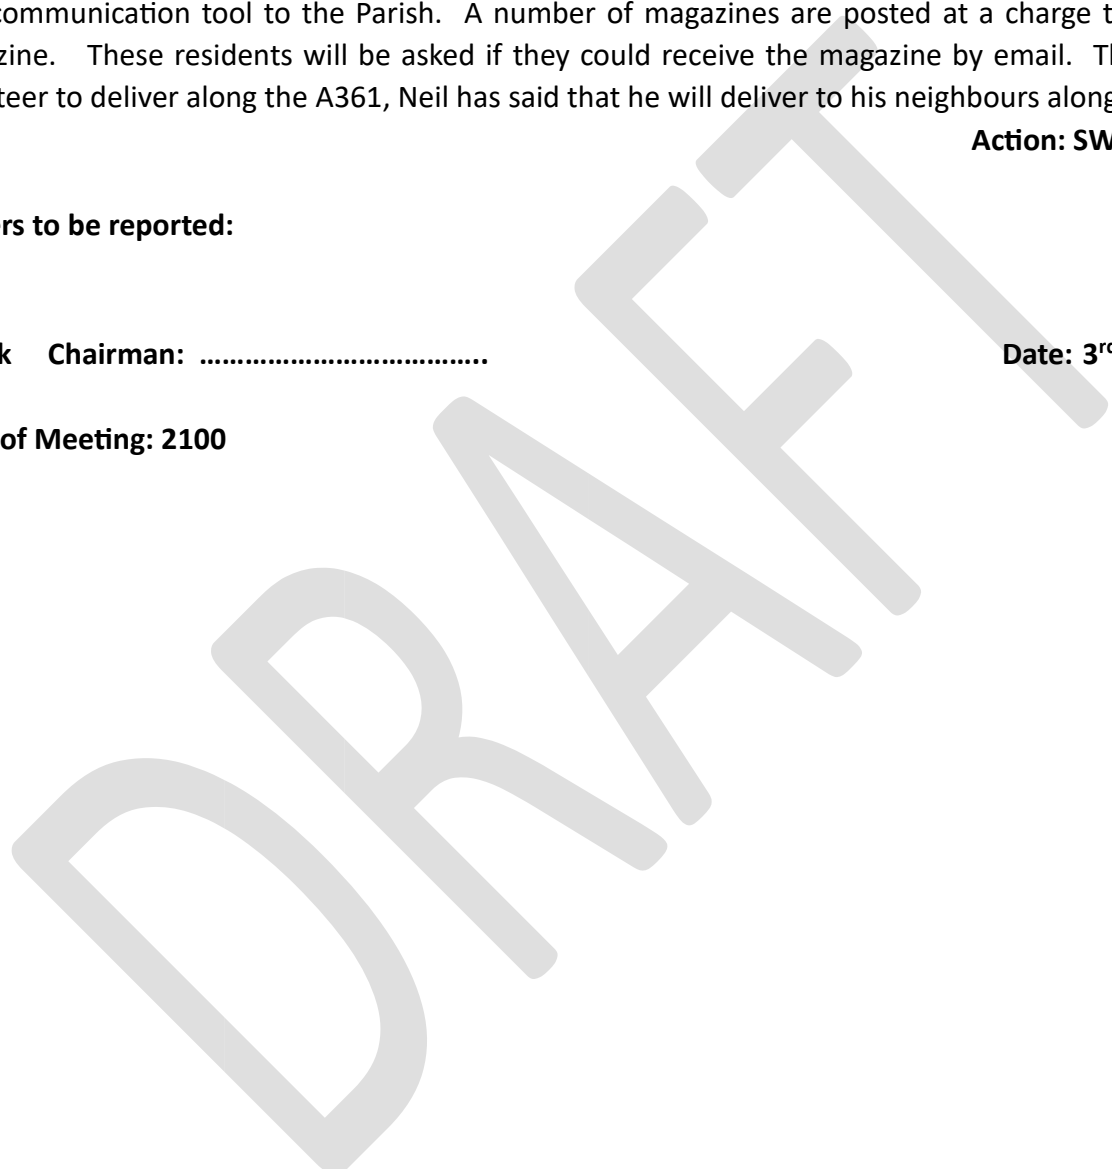 communication tool to the Parish. A number of magazines are posted at a charge t
zine. These residents will be asked if they could receive the magazine by email. Th
teer to deliver along the A361, Neil has said that he will deliver to his neighbours along
Action: SW
rs to be reported:
k Chairman: ………………………………..
Date: 3rd
of Meeting: 2100
DRAFT